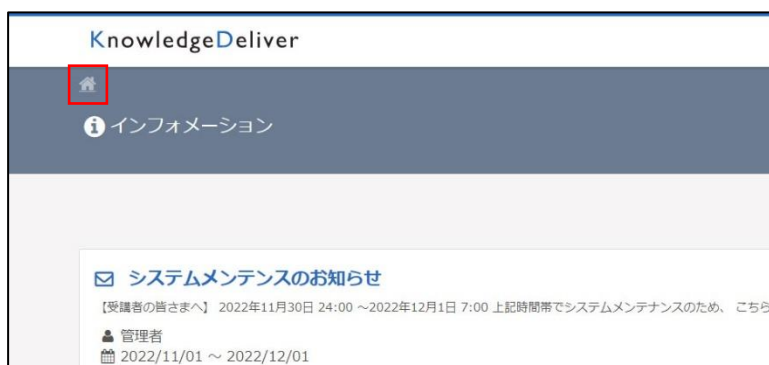 KnowledgeDeliver
インフォメーション
システムメンテンスのお知らせ
【受講者の皆さまへ】 2022年11月30日 24:00 ～2022年12月1日 7:00 上記時間帯でシステムメンテナンスのため、 こちら
管理者
2022/11/01 ～ 2022/12/01